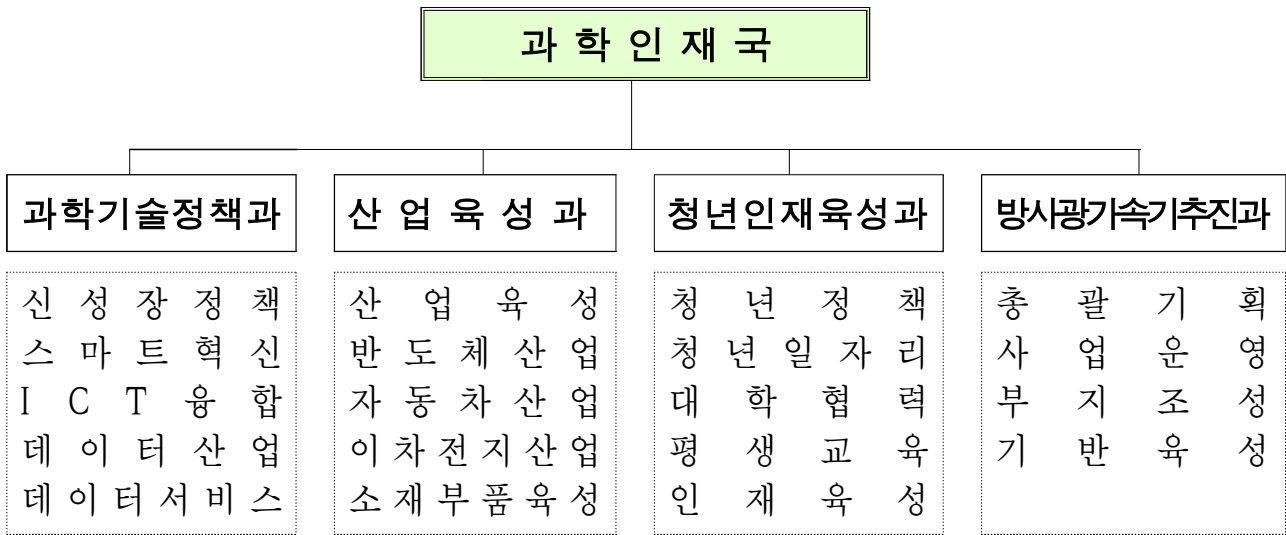 과학인재국
과학기술정책과
신성장정책
스마트혁신
ICT융합
데이터산업
데이터서비스
산업육성과
산업육성
반도체산업
자동차산업
이차전지산업
소재부품육성
청년인재육성과
청년정책
청년일자리
대학협력
평생교육
인재육성
방사광가속기추진과
총괄기획
사업운영
부지조성
기반육성